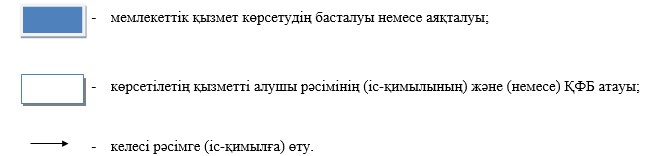 - мемлекеттік қызмет көрсетудің басталуы немесе аяқталуы;
- көрсетілетің қызметті алушы рәсімінің (іс-қимылының) және (немесе) ҚФБ атауы;
- келесі рәсімге (іс-қимылға) өту.